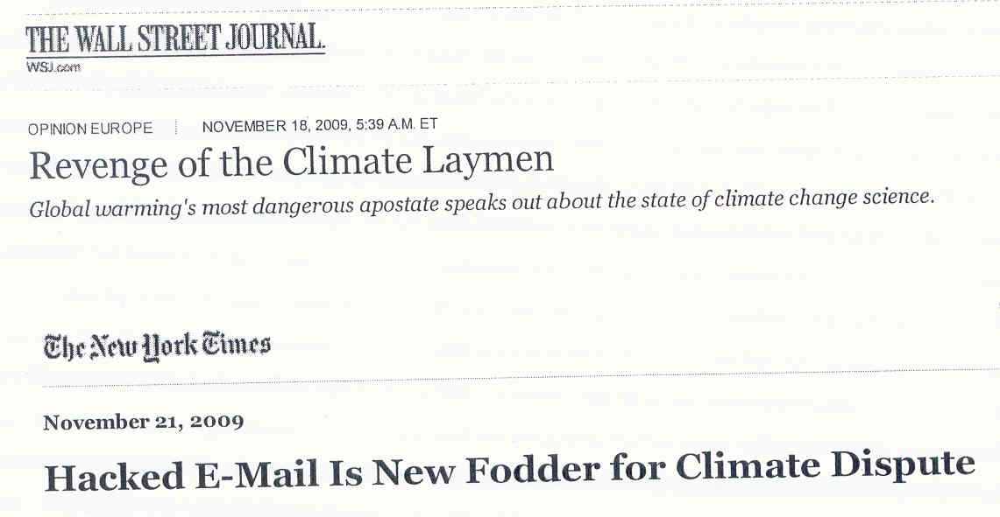 THE WALL STREET JOURNAL.
WSJ.com
OPINION EUROPE NOVEMBER 18, 2009, 5:39 A.M. ET
Revenge of the Climate Laymen
Global warming's most dangerous apostate speaks out about the state of climate change science.
The New York Times
November 21, 2009
Hacked E-Mail Is New Fodder for Climate Dispute